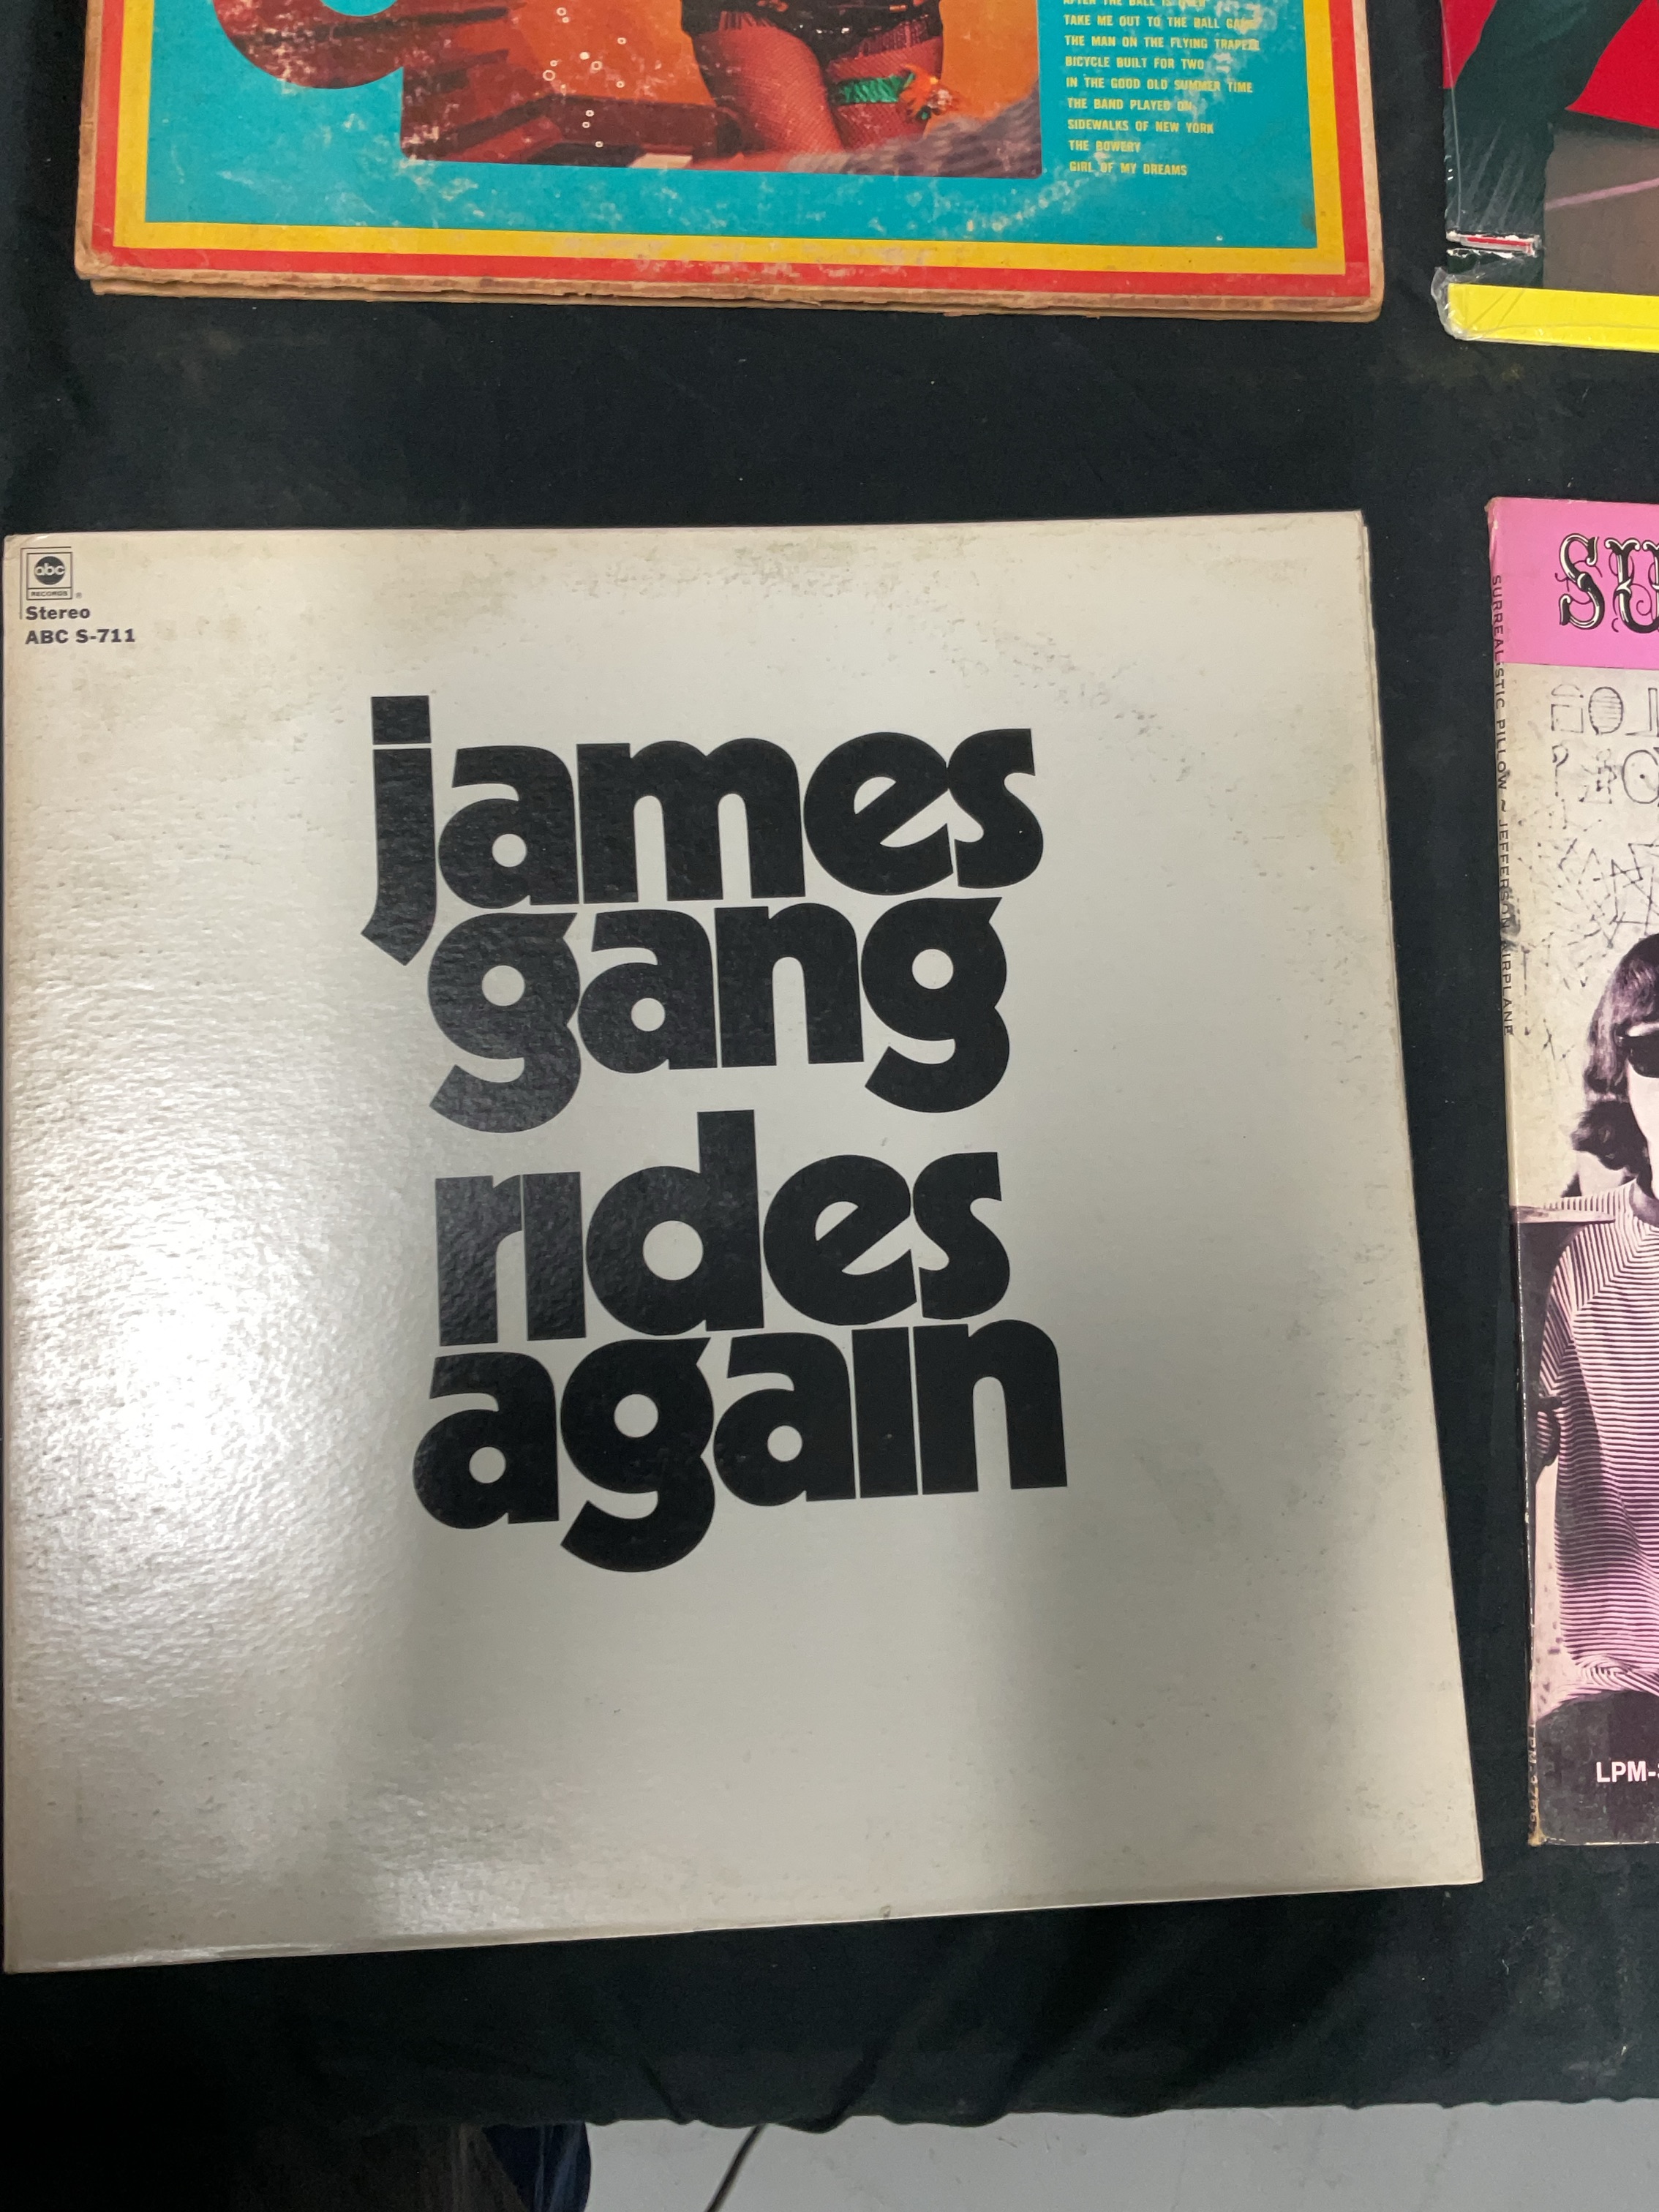 AFTER THE BALL IS OVER
TAKE ME OUT TO THE BALL GAME
THE MAN ON THE FLYING TRAPEZE
BICYCLE BUILT FOR TWO
IN THE GOOD OLD SUMMER TIME
THE BAND PLAYED ON
SIDEWALKS OF NEW YORK
THE BOWERY
GIRL OF MY DREAMS
abc
RECORDS ®
Stereo
ABC S-711
james
gang
rides
again
SURREALISTIC PILLOW ~ JEFFERSON AIRPLANE
LPM-